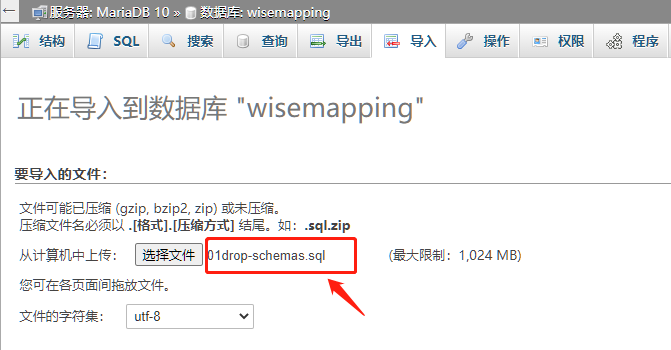 服务器: MariaDB 10 » 数据库: wisemapping
结构 SQL 搜索 查询 导出 导入 操作 权限 程序
正在导入到数据库 "wisemapping"
要导入的文件：
文件可能已压缩 (gzip, bzip2, zip) 或未压缩。
压缩文件名必须以 .[格式].[压缩方式] 结尾。如：.sql.zip
从计算机中上传： 选择文件 01drop-schemas.sql (最大限制：1,024 MB)
您可在各页面间拖放文件。
文件的字符集： utf-8